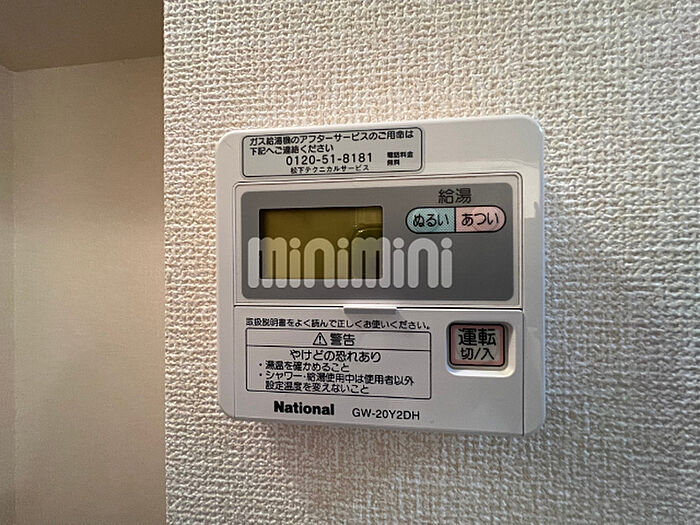 ガス給湯機のアフターサービスのご用命は
下記へご連絡ください
0120-51-8181 電話料金
無料
松下テクニカルサービス
給湯
ぬるい あつい
minimini
取扱説明書をよく読んで正しくお使いください。
⚠警告
やけどの恐れあり
・湯温を確かめること
・シャワー・給湯使用中は使用者以外
設定温度を変えないこと
運転
切/入
National GW-20Y2DH